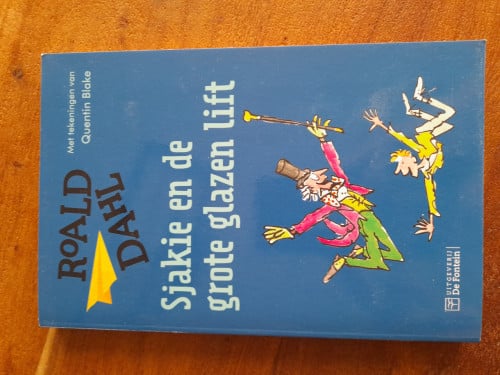 Met tekeningen van
Quentin Blake
ROALD
DAHL
Sjakie en de
grote glazen lift
UITGEVERIJ
De Fontein